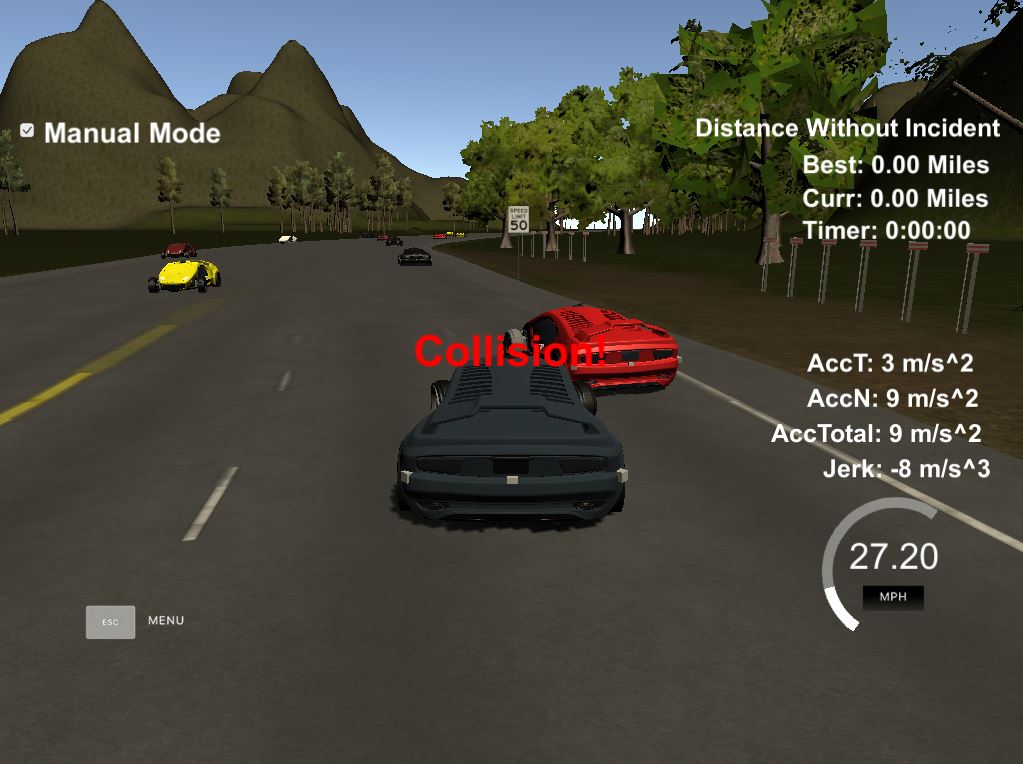 Manual Mode
Distance Without Incident
Best: 0.00 Miles
Curr: 0.00 Miles
Timer: 0:00:00
SPEED
LIMIT
50
Collision!
AccT: 3 m/s^2
AccN: 9 m/s^2
AccTotal: 9 m/s^2
Jerk: -8 m/s^3
27.20
MPH
ESC
MENU